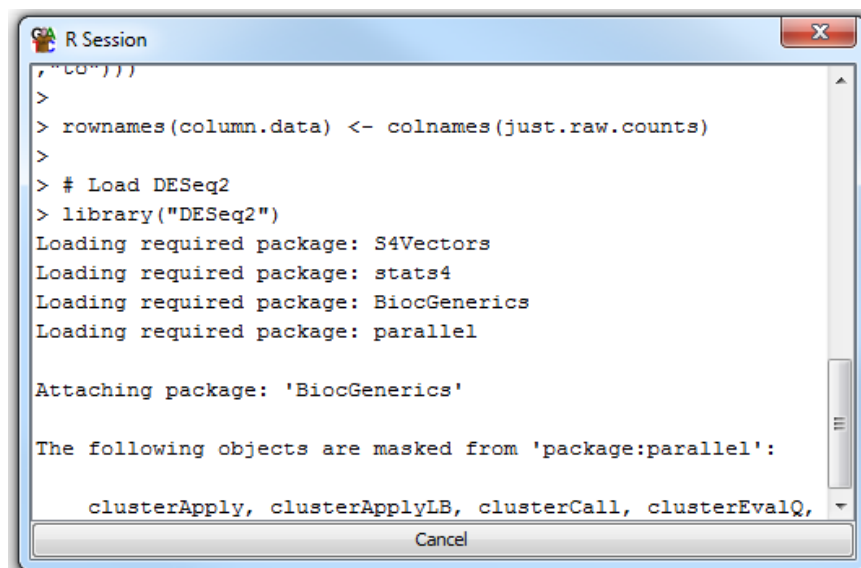 R Session
,"to")))
>
> rownames(column.data) <- colnames(just.raw.counts)
>
> # Load DESeq2
> library("DESeq2")
Loading required package: S4Vectors
Loading required package: stats4
Loading required package: BiocGenerics
Loading required package: parallel
Attaching package: 'BiocGenerics'
The following objects are masked from 'package:parallel':
clusterApply, clusterApplyLB, clusterCall, clusterEvalQ,
Cancel